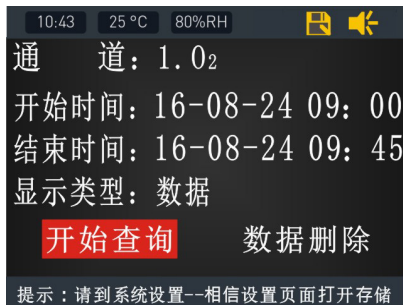 10:43 25 °C 80%RH
通 道：1.O₂
开始时间：16-08-24 09：00
结束时间：16-08-24 09：45
显示类型：数据
开始查询 数据删除
提示：请到系统设置--相信设置页面打开存储